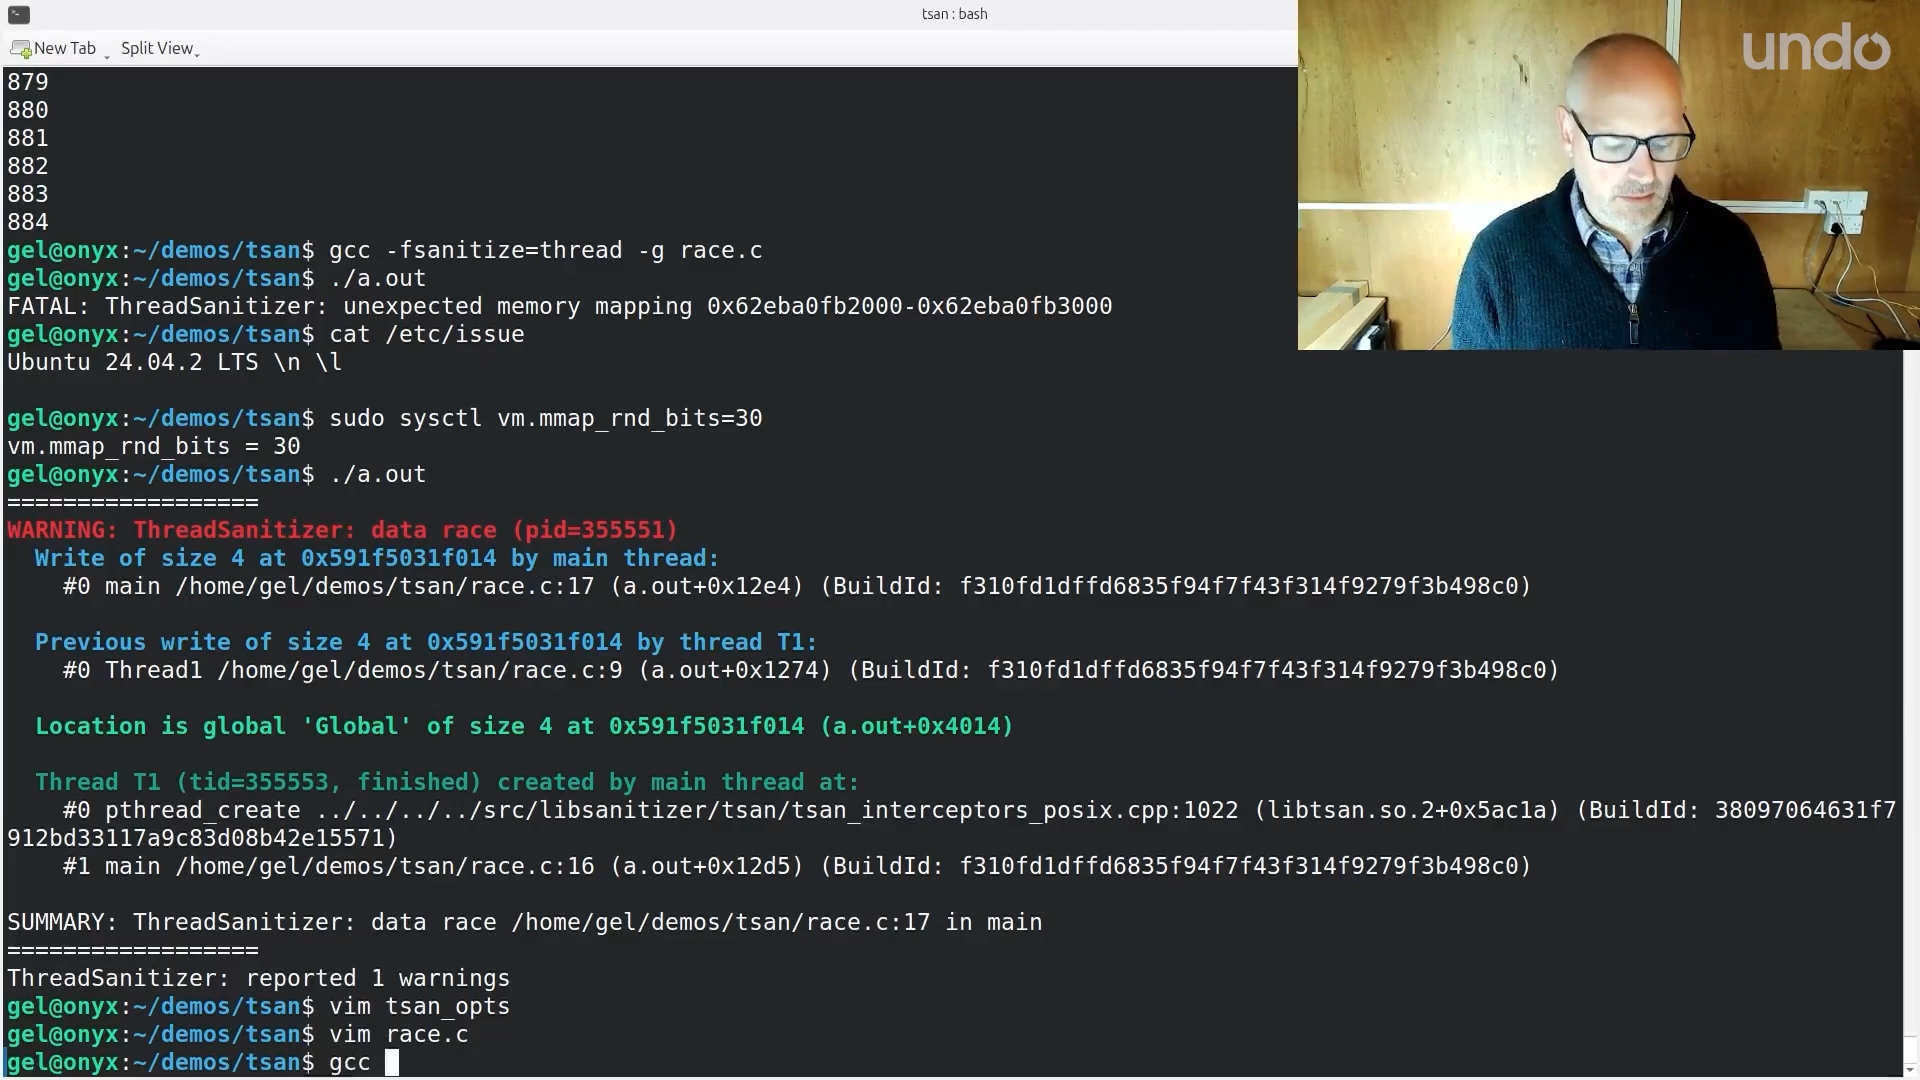 tsan : bash
New Tab
Split View
undo
879
880
881
882
883
884
gel@onyx:~/demos/tsan$ gcc -fsanitize=thread -g race.c
gel@onyx:~/demos/tsan$ ./a.out
FATAL: ThreadSanitizer: unexpected memory mapping 0x62eba0fb2000-0x62eba0fb3000
gel@onyx:~/demos/tsan$ cat /etc/issue
Ubuntu 24.04.2 LTS \n \l
gel@onyx:~/demos/tsan$ sudo sysctl vm.mmap_rnd_bits=30
vm.mmap_rnd_bits = 30
gel@onyx:~/demos/tsan$ ./a.out
==================
WARNING: ThreadSanitizer: data race (pid=355551)
Write of size 4 at 0x591f5031f014 by main thread:
#0 main /home/gel/demos/tsan/race.c:17 (a.out+0x12e4) (BuildId: f310fd1dffd6835f94f7f43f314f9279f3b498c0)
Previous write of size 4 at 0x591f5031f014 by thread T1:
#0 Thread1 /home/gel/demos/tsan/race.c:9 (a.out+0x1274) (BuildId: f310fd1dffd6835f94f7f43f314f9279f3b498c0)
Location is global 'Global' of size 4 at 0x591f5031f014 (a.out+0x4014)
Thread T1 (tid=355553, finished) created by main thread at:
#0 pthread_create ../../../../src/libsanitizer/tsan/tsan_interceptors_posix.cpp:1022 (libtsan.so.2+0x5ac1a) (BuildId: 38097064631f7
912bd33117a9c83d08b42e15571)
#1 main /home/gel/demos/tsan/race.c:16 (a.out+0x12d5) (BuildId: f310fd1dffd6835f94f7f43f314f9279f3b498c0)
SUMMARY: ThreadSanitizer: data race /home/gel/demos/tsan/race.c:17 in main
==================
ThreadSanitizer: reported 1 warnings
gel@onyx:~/demos/tsan$ vim tsan_opts
gel@onyx:~/demos/tsan$ vim race.c
gel@onyx:~/demos/tsan$ gcc